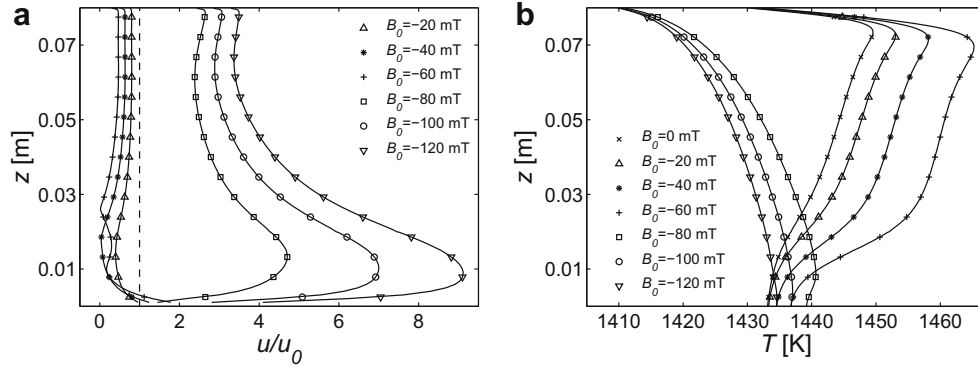 a
0.07
0.05
0.03
0.01
z [m]
0 2 4 6 8
u/u₀
B₀=−20 mT
B₀=−40 mT
B₀=−60 mT
B₀=−80 mT
B₀=−100 mT
B₀=−120 mT
b
0.07
0.05
0.03
0.01
z [m]
1410 1420 1430 1440 1450 1460
T [K]
B₀=0 mT
B₀=−20 mT
B₀=−40 mT
B₀=−60 mT
B₀=−80 mT
B₀=−100 mT
B₀=−120 mT